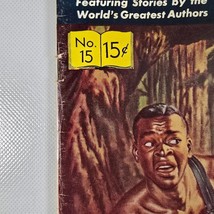 Featuring Stories by the
World's Greatest Authors
No.
15
15¢